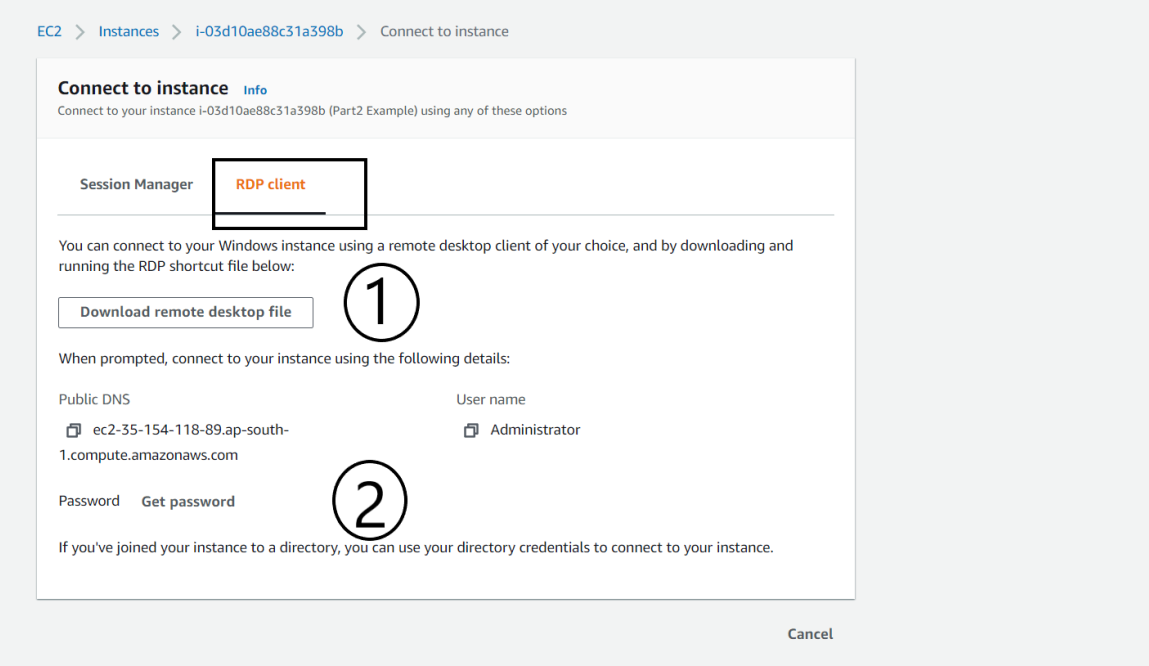 EC2 > Instances > i-03d10ae88c31a398b > Connect to instance
Connect to instance Info
Connect to your instance i-03d10ae88c31a398b (Part2 Example) using any of these options
Session Manager RDP client
You can connect to your Windows instance using a remote desktop client of your choice, and by downloading and
running the RDP shortcut file below:
1
Download remote desktop file
When prompted, connect to your instance using the following details:
Public DNS User name
ec2-35-154-118-89.ap-south- Administrator
1.compute.amazonaws.com
Password Get password 2
If you've joined your instance to a directory, you can use your directory credentials to connect to your instance.
Cancel